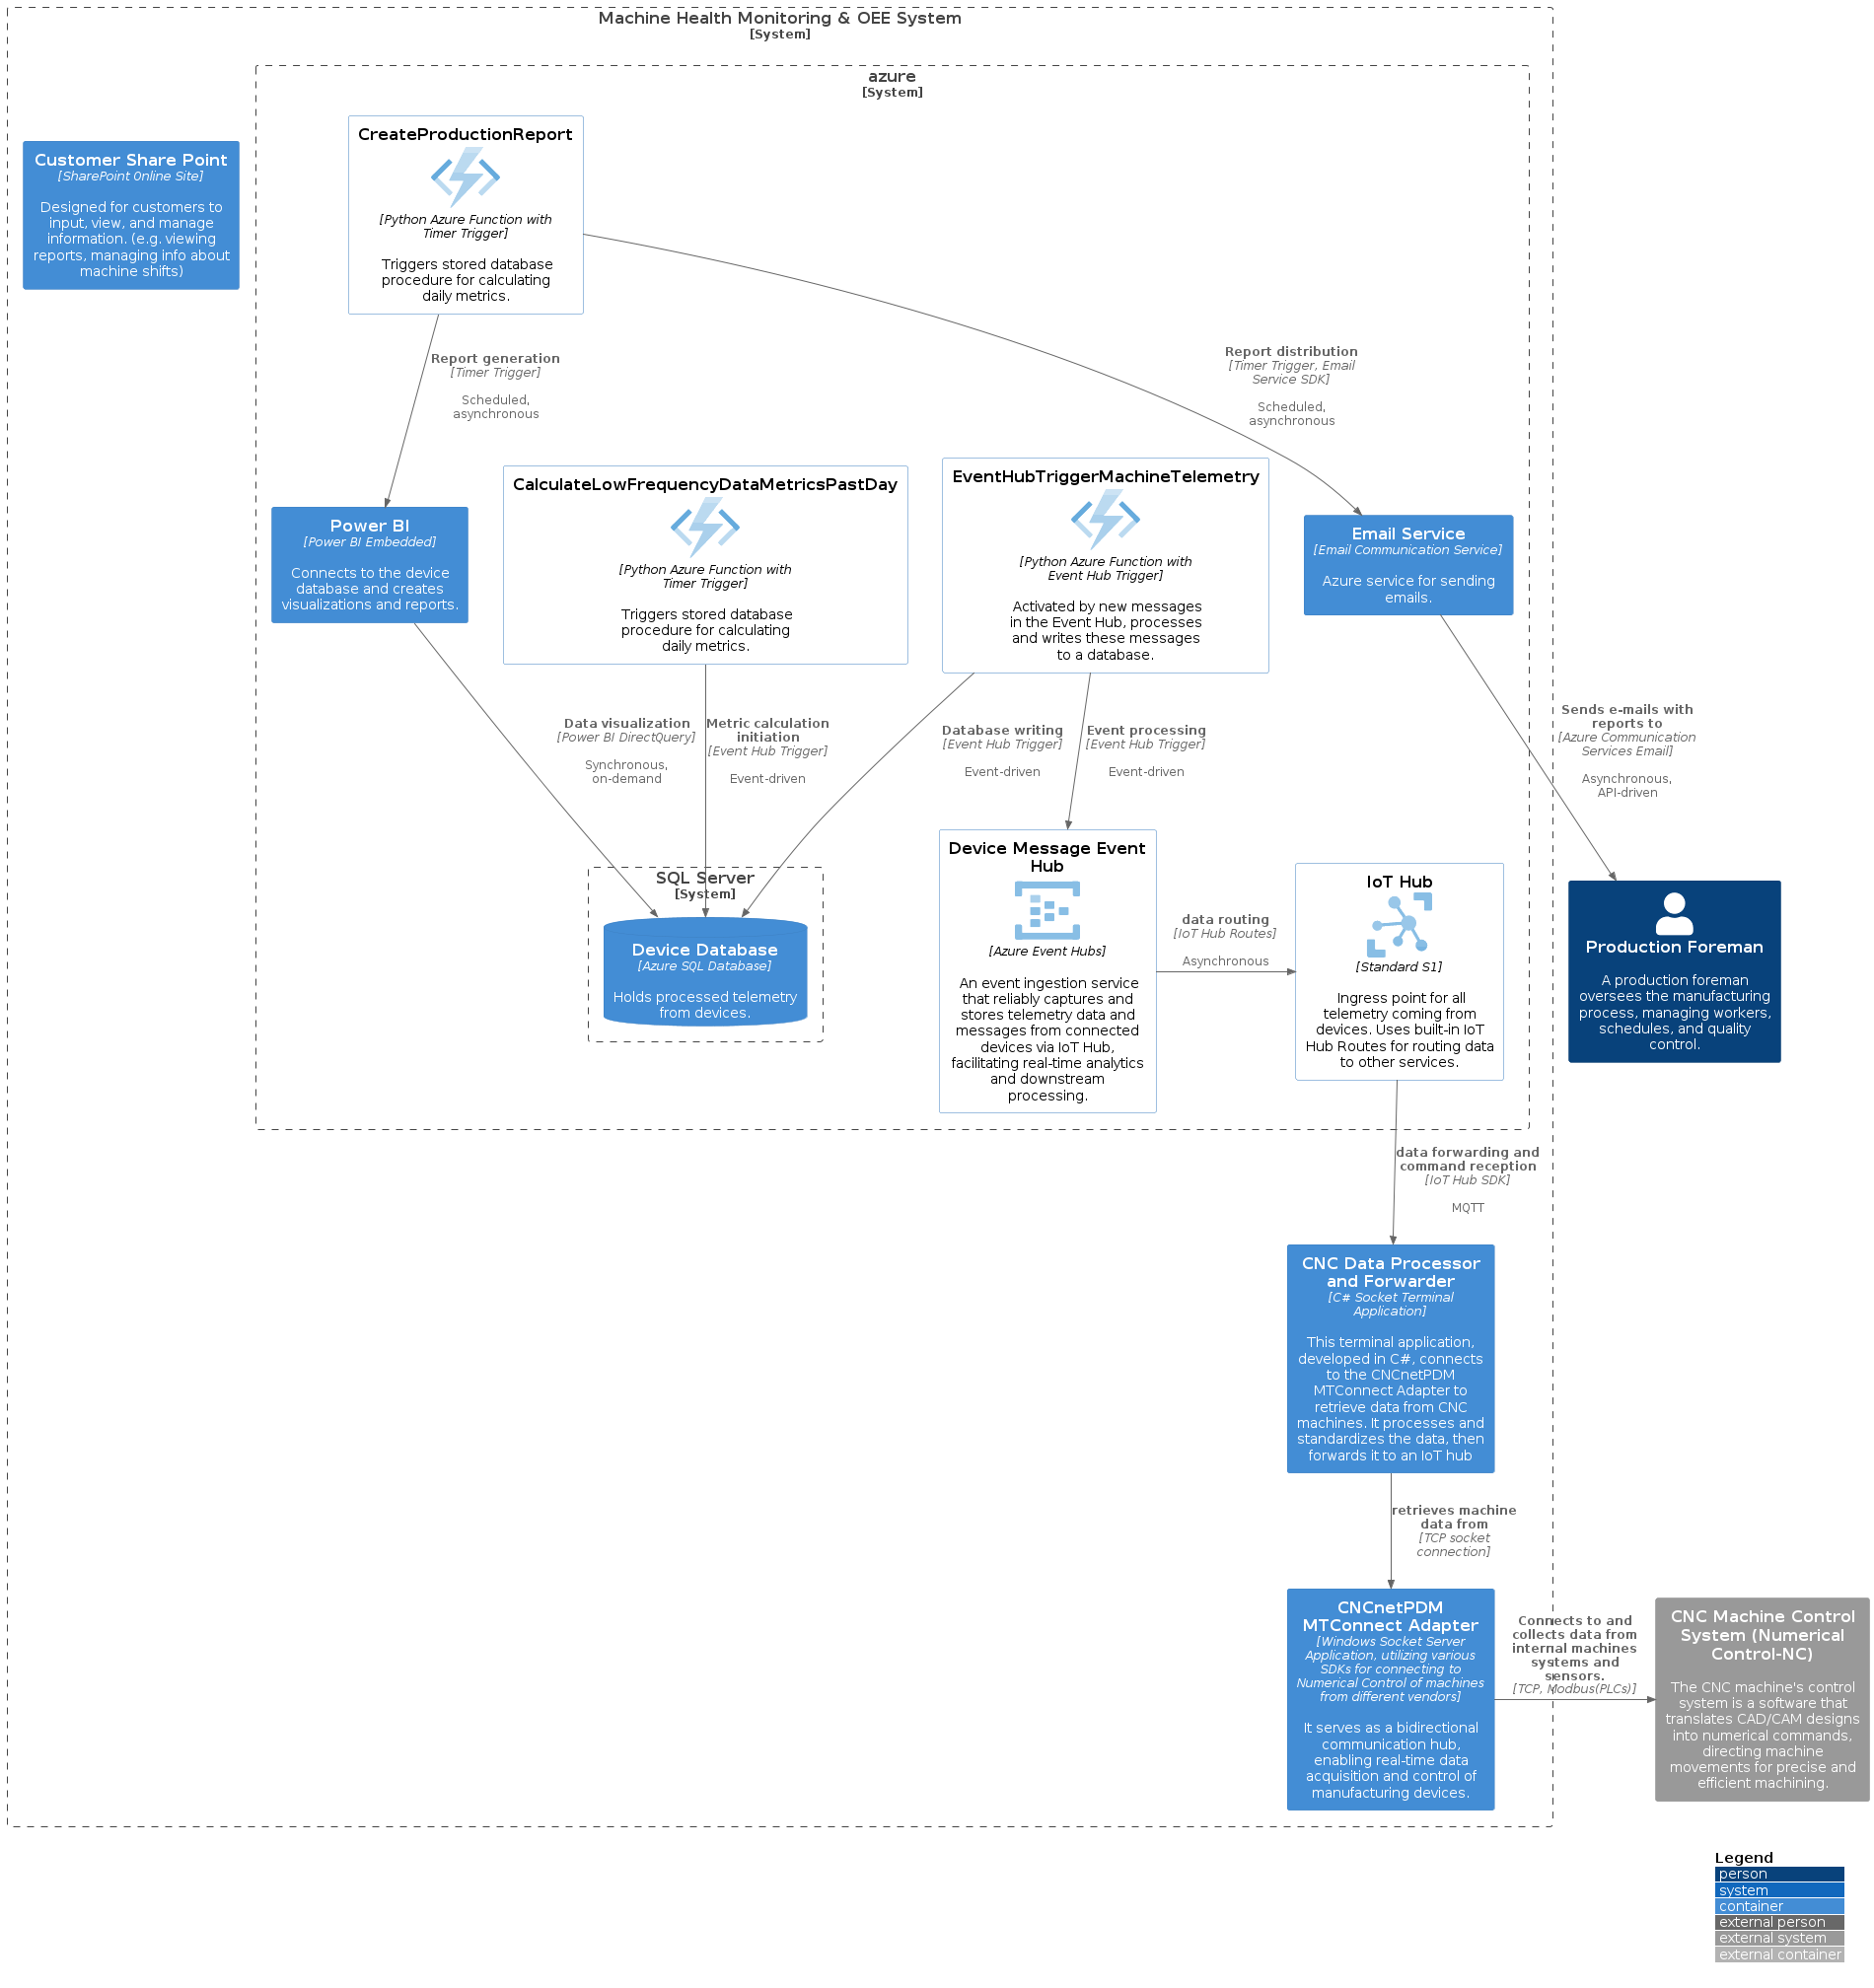 Machine Health Monitoring & OEE System
[System]
azure
[System]
CreateProductionReport
[Python Azure Function with
Timer Trigger]
Triggers stored database
procedure for calculating
daily metrics.
Customer Share Point
[SharePoint Online Site]
Designed for customers to
input, view, and manage
information. (e.g. viewing
reports, managing info about
machine shifts)
Report generation
[Timer Trigger]
Scheduled,
asynchronous
Report distribution
[Timer Trigger, Email
Service SDK]
Scheduled,
asynchronous
Power BI
[Power BI Embedded]
Connects to the device
database and creates
visualizations and reports.
CalculateLowFrequencyDataMetricsPastDay
[Python Azure Function with
Timer Trigger]
Triggers stored database
procedure for calculating
daily metrics.
EventHubTriggerMachineTelemetry
[Python Azure Function with
Event Hub Trigger]
Activated by new messages
in the Event Hub, processes
and writes these messages
to a database.
Email Service
[Email Communication Service]
Azure service for sending
emails.
Data visualization
[Power BI DirectQuery]
Synchronous,
on-demand
Metric calculation
initiation
[Event Hub Trigger]
Event-driven
Database writing
[Event Hub Trigger]
Event-driven
Event processing
[Event Hub Trigger]
Event-driven
Sends e-mails with
reports to
[Azure Communication
Services Email]
Asynchronous,
API-driven
SQL Server
[System]
Device Database
[Azure SQL Database]
Holds processed telemetry
from devices.
Device Message Event
Hub
[Azure Event Hubs]
An event ingestion service
that reliably captures and
stores telemetry data and
messages from connected
devices via IoT Hub,
facilitating real-time analytics
and downstream
processing.
data routing
[IoT Hub Routes]
Asynchronous
IoT Hub
[Standard S1]
Ingress point for all
telemetry coming from
devices. Uses built-in IoT
Hub Routes for routing data
to other services.
Production Foreman
A production foreman
oversees the manufacturing
process, managing workers,
schedules, and quality
control.
data forwarding and
command reception
[IoT Hub SDK]
MQTT
CNC Data Processor
and Forwarder
[C# Socket Terminal
Application]
This terminal application,
developed in C#, connects
to the CNCnetPDM
MTConnect Adapter to
retrieve data from CNC
machines. It processes and
standardizes the data, then
forwards it to an IoT hub
retrieves machine
data from
[TCP socket
connection]
CNCnetPDM
MTConnect Adapter
[Windows Socket Server
Application, utilizing various
SDKs for connecting to
Numerical Control of machines
from different vendors]
It serves as a bidirectional
communication hub,
enabling real-time data
acquisition and control of
manufacturing devices.
Connects to and
collects data from
internal machines
systems and
sensors.
[TCP, Modbus(PLCs)]
CNC Machine Control
System (Numerical
Control-NC)
The CNC machine's control
system is a software that
translates CAD/CAM designs
into numerical commands,
directing machine
movements for precise and
efficient machining.
Legend
person
system
container
external person
external system
external container